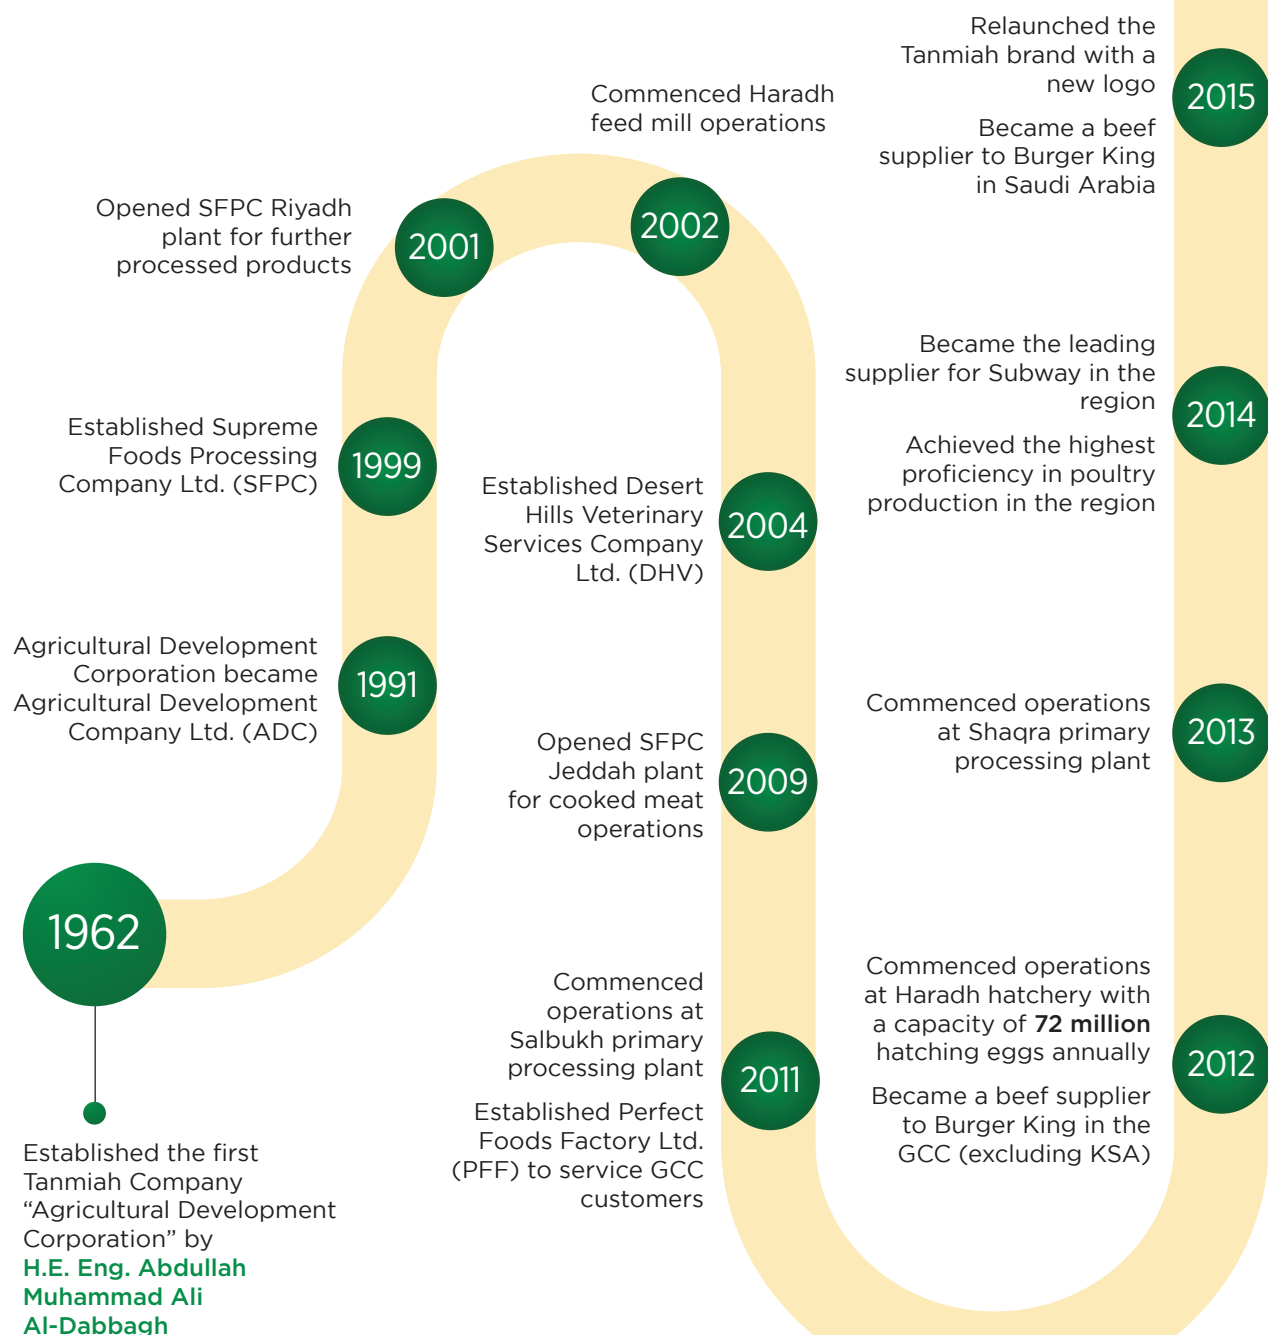 1962
Established the first
Tanmiah Company
“Agricultural Development
Corporation” by
H.E. Eng. Abdullah
Muhammad Ali
Al-Dabbagh
1991
Agricultural Development
Corporation became
Agricultural Development
Company Ltd. (ADC)
1999
Established Supreme
Foods Processing
Company Ltd. (SFPC)
2001
Opened SFPC Riyadh
plant for further
processed products
2002
Commenced Haradh
feed mill operations
2004
Established Desert
Hills Veterinary
Services Company
Ltd. (DHV)
2009
Opened SFPC
Jeddah plant
for cooked meat
operations
2011
Commenced
operations at
Salbukh primary
processing plant
Established Perfect
Foods Factory Ltd.
(PFF) to service GCC
customers
2012
Commenced operations
at Haradh hatchery with
a capacity of 72 million
hatching eggs annually
Became a beef supplier
to Burger King in the
GCC (excluding KSA)
2013
Commenced operations
at Shaqra primary
processing plant
2014
Became the leading
supplier for Subway in the
region
Achieved the highest
proficiency in poultry
production in the region
2015
Relaunched the
Tanmiah brand with a
new logo
Became a beef
supplier to Burger King
in Saudi Arabia